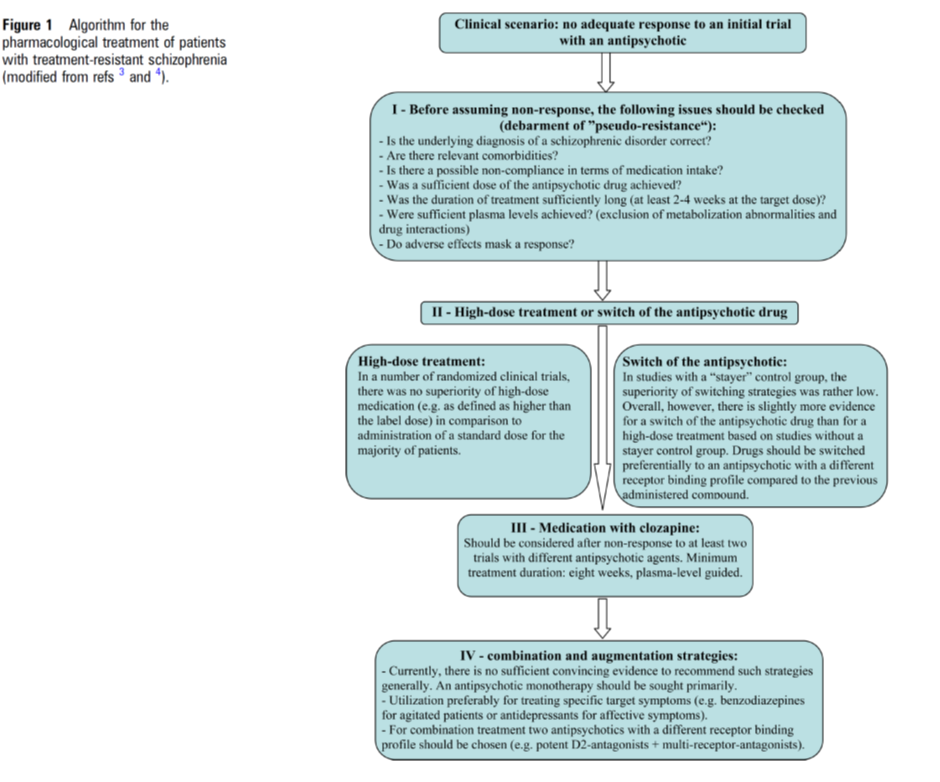 Figure 1 Algorithm for the
pharmacological treatment of patients
with treatment-resistant schizophrenia
(modified from refs 3 and 4).
Clinical scenario: no adequate response to an initial trial
with an antipsychotic
I - Before assuming non-response, the following issues should be checked
(debarment of "pseudo-resistance“):
- Is the underlying diagnosis of a schizophrenic disorder correct?
- Are there relevant comorbidities?
- Is there a possible non-compliance in terms of medication intake?
- Was a sufficient dose of the antipsychotic drug achieved?
- Was the duration of treatment sufficiently long (at least 2-4 weeks at the target dose)?
- Were sufficient plasma levels achieved? (exclusion of metabolization abnormalities and
drug interactions)
- Do adverse effects mask a response?
II - High-dose treatment or switch of the antipsychotic drug
High-dose treatment:
In a number of randomized clinical trials,
there was no superiority of high-dose
medication (e.g. as defined as higher than
the label dose) in comparison to
administration of a standard dose for the
majority of patients.
Switch of the antipsychotic:
In studies with a “stayer” control group, the
superiority of switching strategies was rather low.
Overall, however, there is slightly more evidence
for a switch of the antipsychotic drug than for a
high-dose treatment based on studies without a
stayer control group. Drugs should be switched
preferentially to an antipsychotic with a different
receptor binding profile compared to the previous
administered compound.
III - Medication with clozapine:
Should be considered after non-response to at least two
trials with different antipsychotic agents. Minimum
treatment duration: eight weeks, plasma-level guided.
IV - combination and augmentation strategies:
- Currently, there is no sufficient convincing evidence to recommend such strategies
generally. An antipsychotic monotherapy should be sought primarily.
- Utilization preferably for treating specific target symptoms (e.g. benzodiazepines
for agitated patients or antidepressants for affective symptoms).
- For combination treatment two antipsychotics with a different receptor binding
profile should be chosen (e.g. potent D2-antagonists + multi-receptor-antagonists).